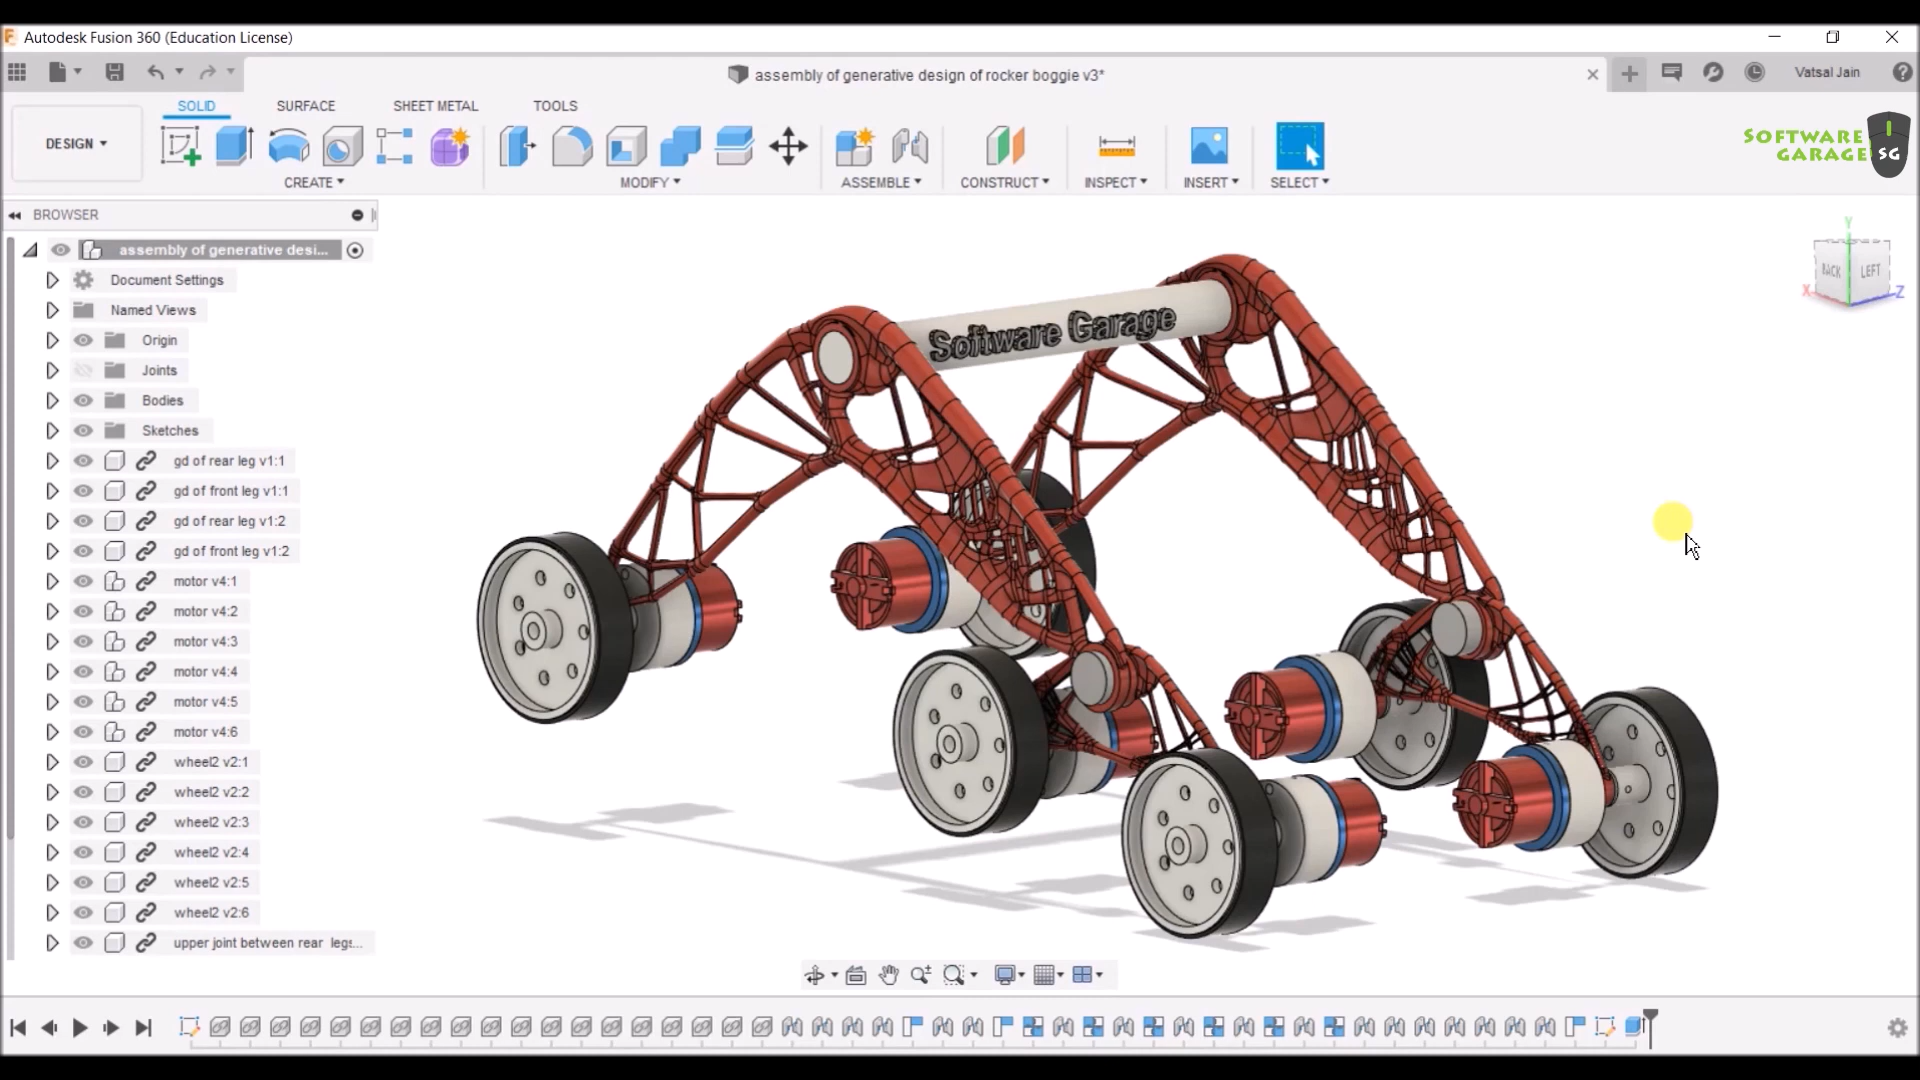 Autodesk Fusion 360 (Education License)
assembly of generative design of rocker boggie v3*
Vatsal Jain
SOLID SURFACE SHEET METAL TOOLS
DESIGN
CREATE MODIFY ASSEMBLE CONSTRUCT INSPECT INSERT SELECT
SOFTWARE
GARAGE SG
BROWSER
assembly of generative desi...
Document Settings
Named Views
Origin
Joints
Bodies
Sketches
gd of rear leg v1:1
gd of front leg v1:1
gd of rear leg v1:2
gd of front leg v1:2
motor v4:1
motor v4:2
motor v4:3
motor v4:4
motor v4:5
motor v4:6
wheel2 v2:1
wheel2 v2:2
wheel2 v2:3
wheel2 v2:4
wheel2 v2:5
wheel2 v2:6
upper joint between rear legs...
Software Garage
Y
BACK LEFT
X Z